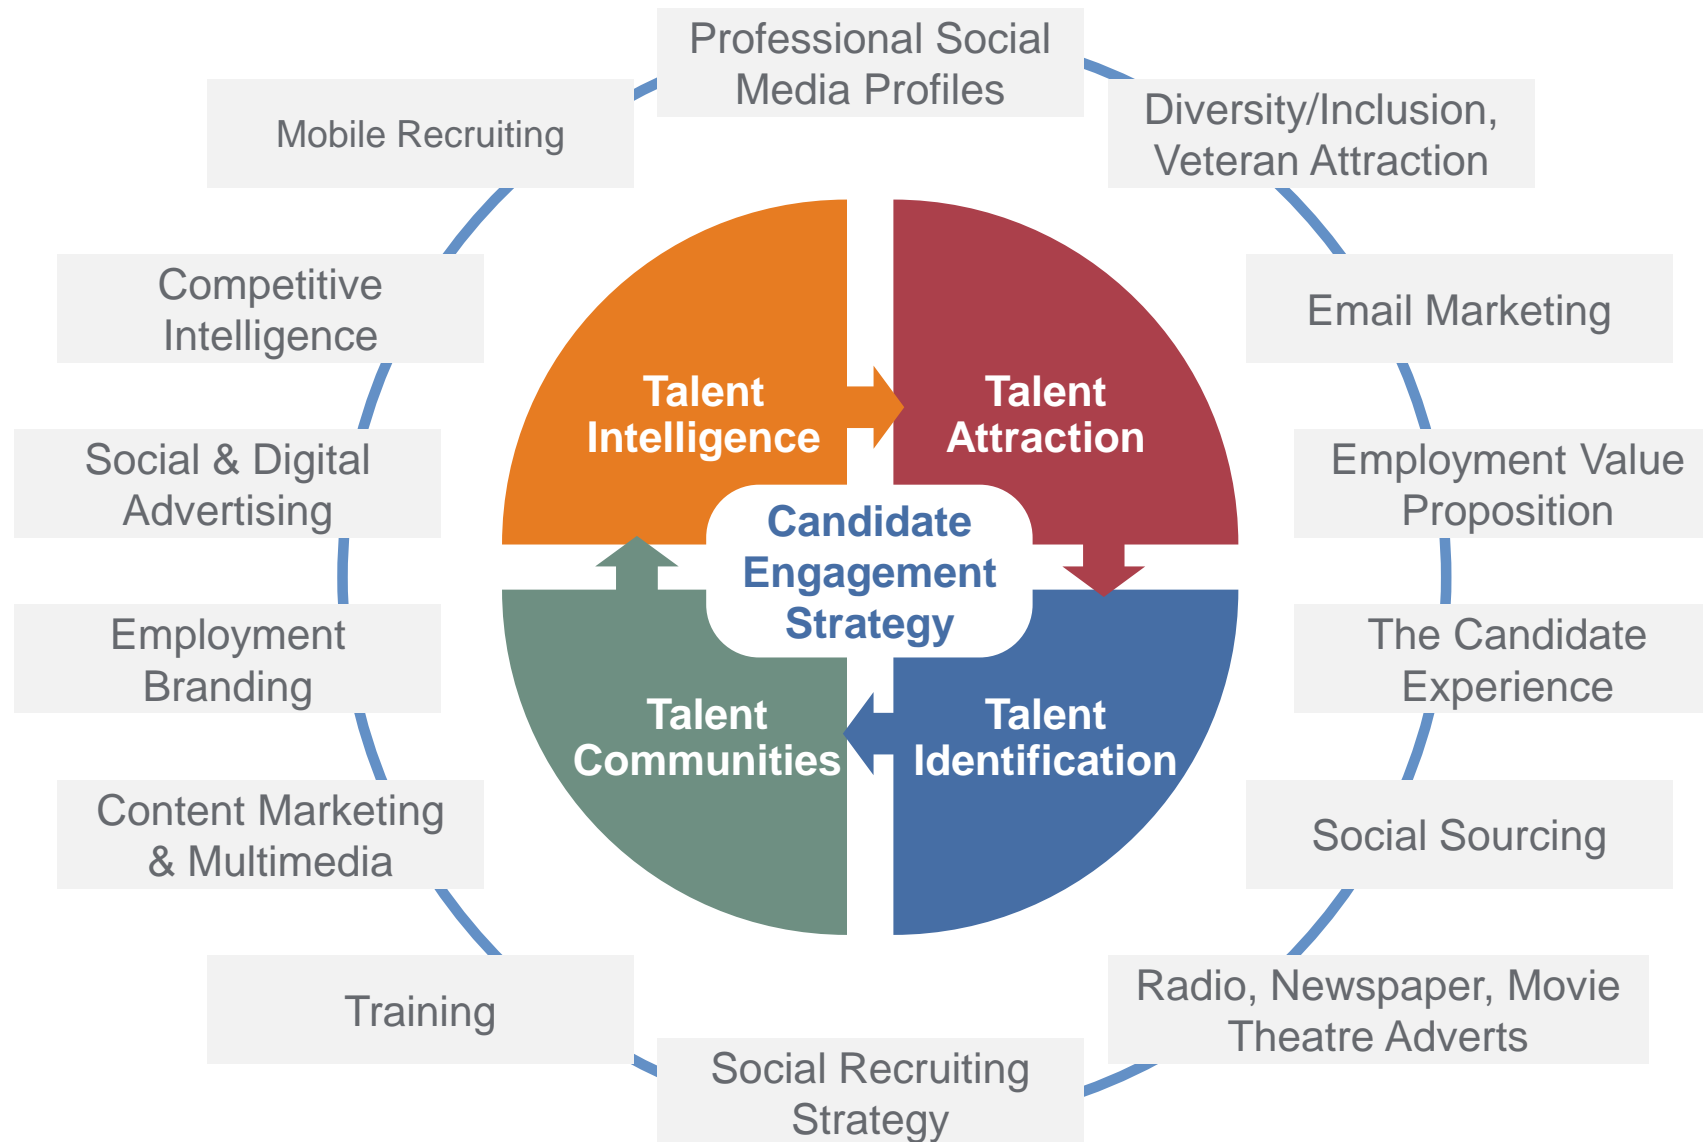 Professional Social
Media Profiles
Mobile Recruiting
Diversity/Inclusion,
Veteran Attraction
Competitive
Intelligence
Email Marketing
Social & Digital
Advertising
Employment Value
Proposition
Employment
Branding
The Candidate
Experience
Content Marketing
& Multimedia
Social Sourcing
Training
Radio, Newspaper, Movie
Theatre Adverts
Social Recruiting
Strategy
Talent
Intelligence
Talent
Attraction
Candidate
Engagement
Strategy
Talent
Communities
Talent
Identification